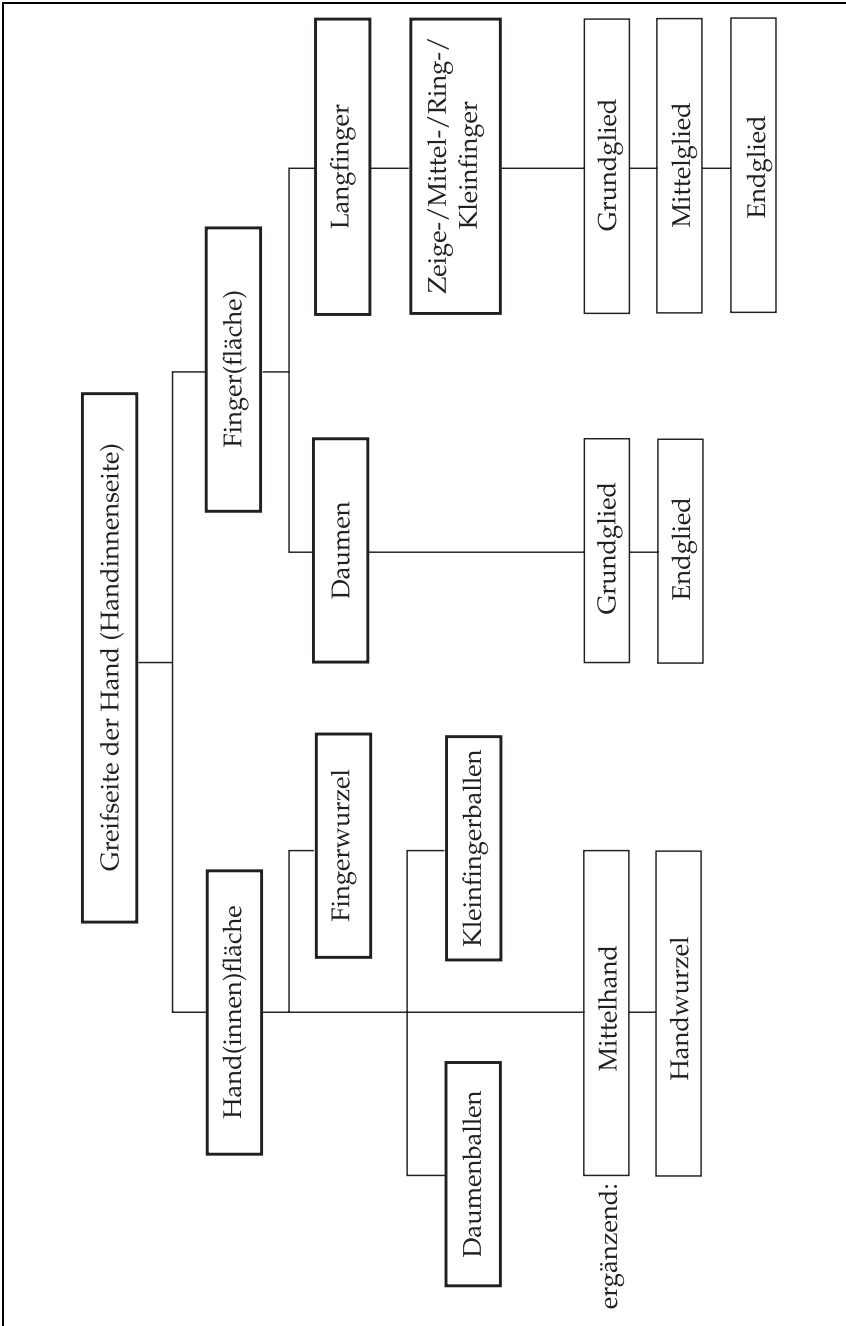 Greifseite der Hand (Handinnenseite)
Hand(innen)fläche
Finger(fläche)
Fingerwurzel
Daumen
Langfinger
Zeige-/Mittel-/Ring-/
Kleinfinger
Daumenballen
Kleinfingerballen
ergänzend:
Mittelhand
Grundglied
Grundglied
Handwurzel
Endglied
Mittelglied
Endglied